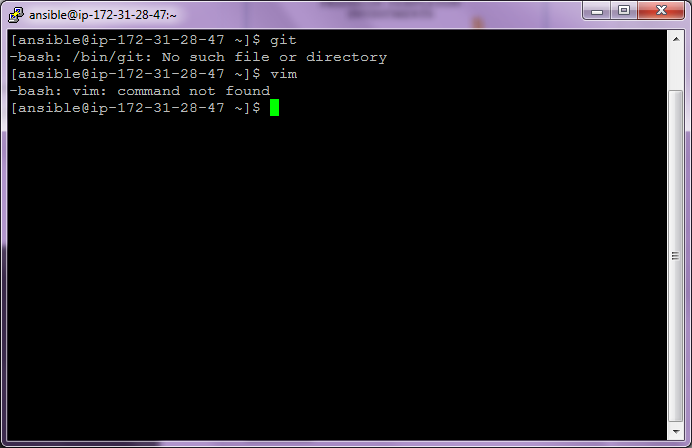 ansible@ip-172-31-28-47:~
[ansible@ip-172-31-28-47 ~]$ git
-bash: /bin/git: No such file or directory
[ansible@ip-172-31-28-47 ~]$ vim
-bash: vim: command not found
[ansible@ip-172-31-28-47 ~]$